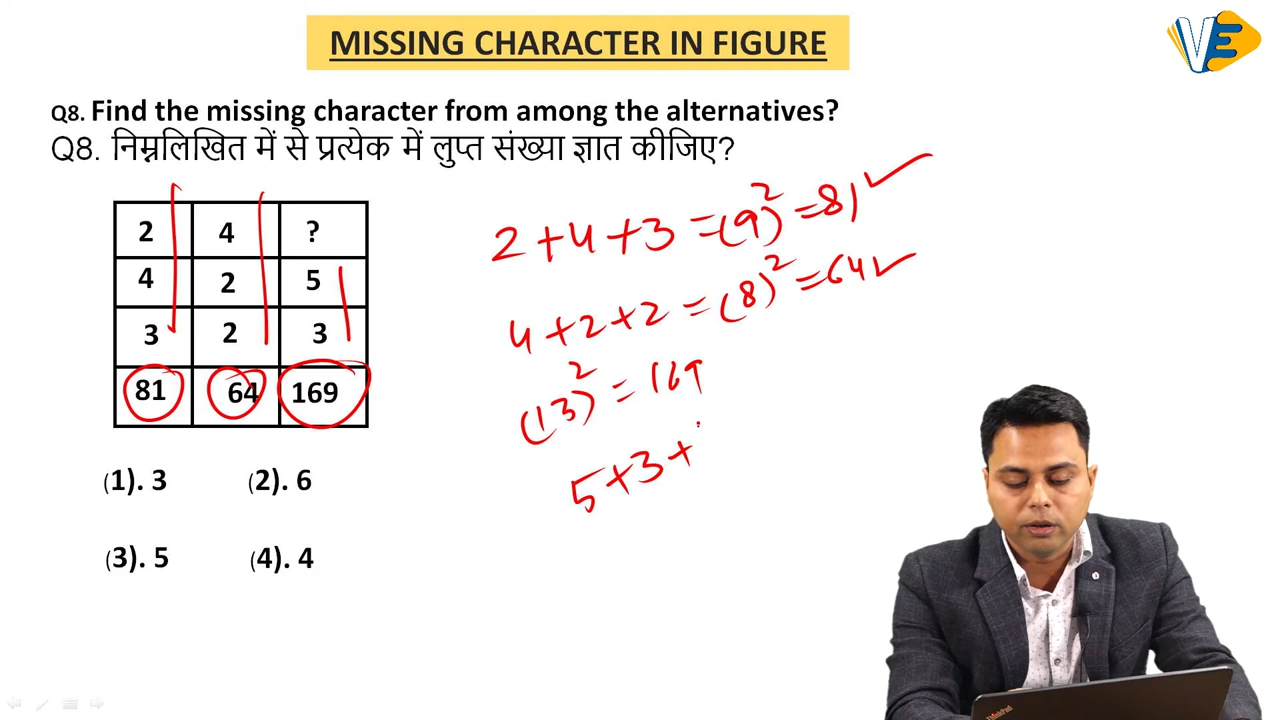 MISSING CHARACTER IN FIGURE
VE
Q8. Find the missing character from among the alternatives?
Q8. निम्नलिखित में से प्रत्येक में लुप्त संख्या ज्ञात कीजिए?
2 4 ?
4 2 5
3 2 3
81 64 169
(1). 3 (2). 6
(3). 5 (4). 4
2+4+3 =(9)²=81✓
4+2+2 =(8)²=64✓
(13)² = 169
5+3+
ThinkPad